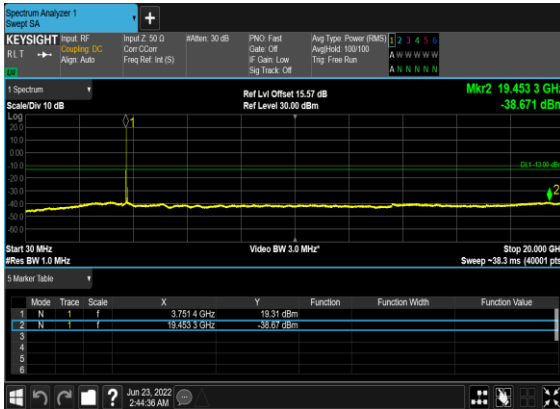 Spectrum Analyzer 1
Swept SA
+
KEYSIGHT Input: RF Input Z: 50 Ω #Atten: 30 dB PNO: Fast Avg Type: Power (RMS) 1 2 3 4 5 6
RLT Coupling: DC Corr CCorr Gate: Off Avg|Hold: 100/100 A W W W W W
Align: Auto Freq Ref: Int (S) IF Gain: Low Trig: Free Run
Sig Track: Off A N N N N N
LXI
1 Spectrum Ref Lvl Offset 15.57 dB Mkr2 19.453 3 GHz
Scale/Div 10 dB Ref Level 30.00 dBm -38.671 dBm
Log
20.0
10.0
0.00
-10.0
-20.0
-30.0
-40.0
-50.0
-60.0
1
DL1 -13.00 dBm
2
Start 30 MHz Video BW 3.0 MHz* Stop 20.000 GH
#Res BW 1.0 MHz Sweep ~38.3 ms (40001 pts
5 Marker Table
Mode Trace Scale X Y Function Function Width Function Value
1 N 1 f 3.751 4 GHz 19.31 dBm
2 N 1 f 19.453 3 GHz -38.67 dBm
3
4
5
6
? Jun 23, 2022
2:44:36 AM